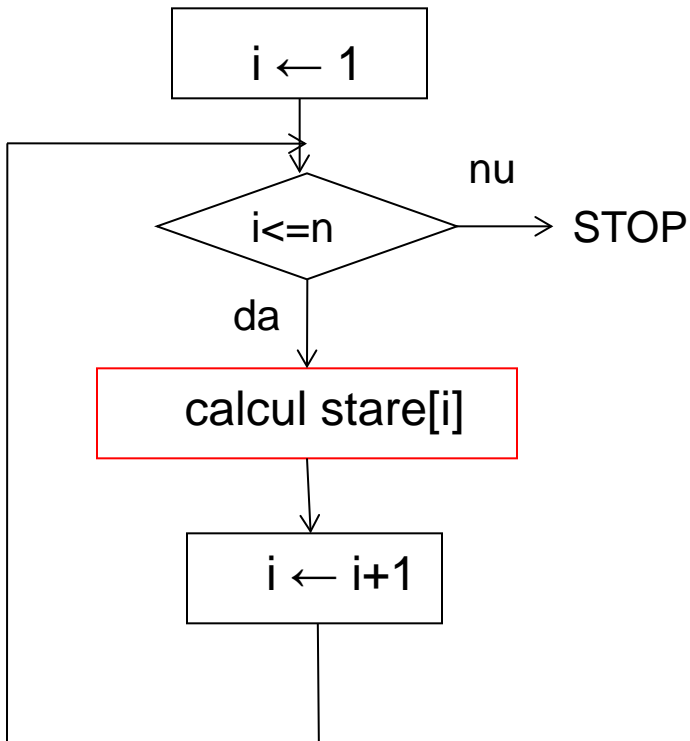 i ← 1
nu
i<=n
STOP
da
calcul stare[i]
i ← i+1